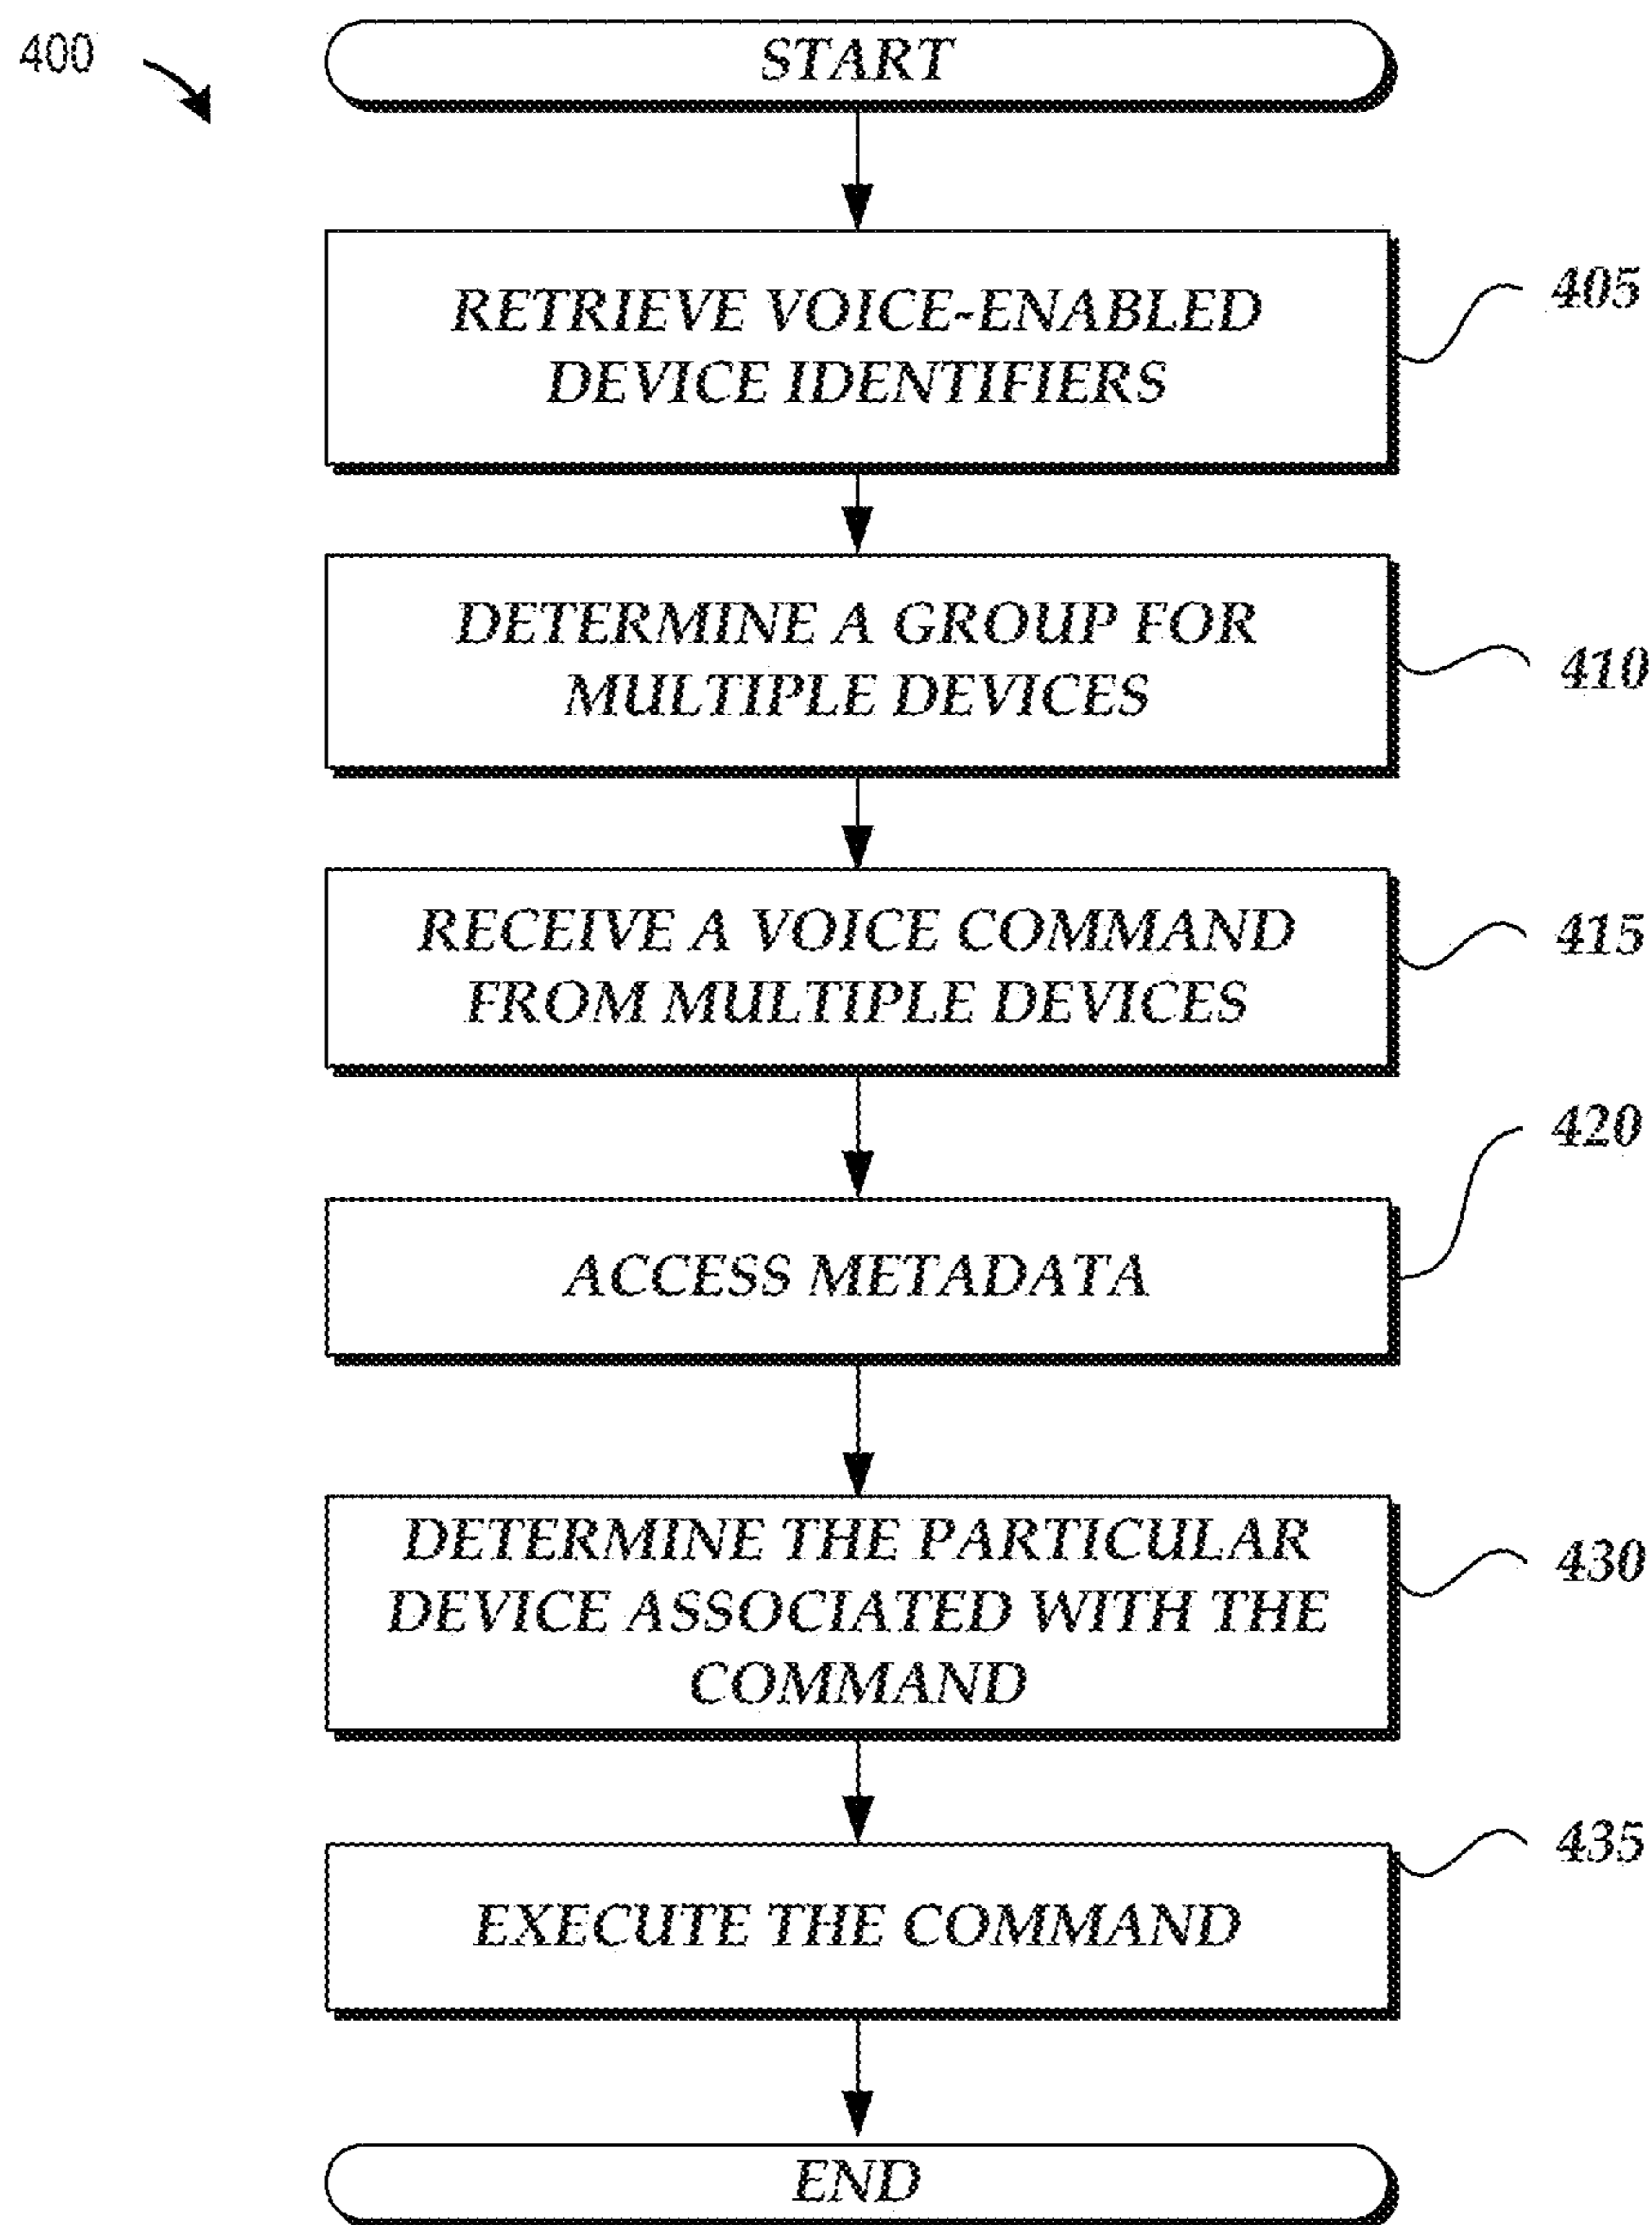 400
START
RETRIEVE VOICE-ENABLED
DEVICE IDENTIFIERS
405
DETERMINE A GROUP FOR
MULTIPLE DEVICES
410
RECEIVE A VOICE COMMAND
FROM MULTIPLE DEVICES
415
420
ACCESS METADATA
DETERMINE THE PARTICULAR
DEVICE ASSOCIATED WITH THE
COMMAND
430
435
EXECUTE THE COMMAND
END